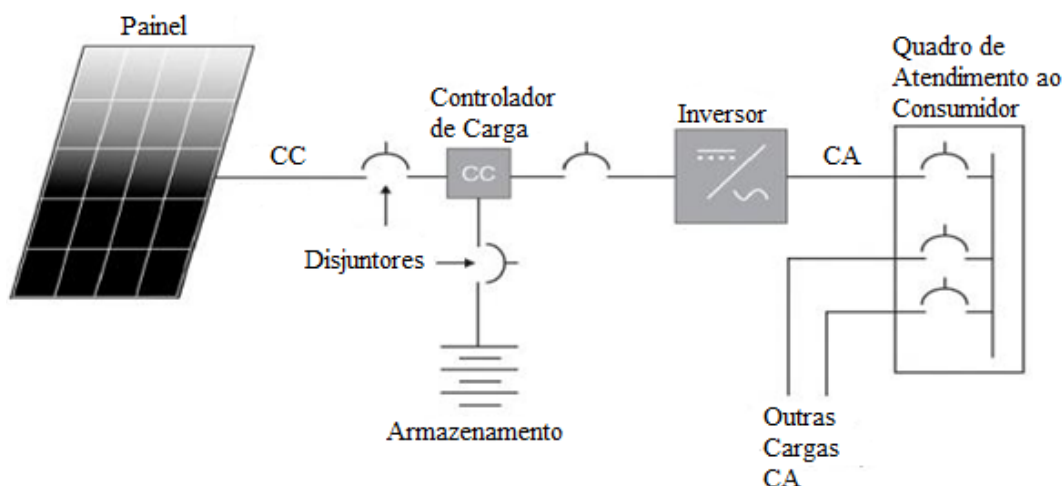 Painel
CC
Controlador
de Carga
CC
Disjuntores
Armazenamento
Inversor
CA
Quadro de
Atendimento ao
Consumidor
Outras
Cargas
CA